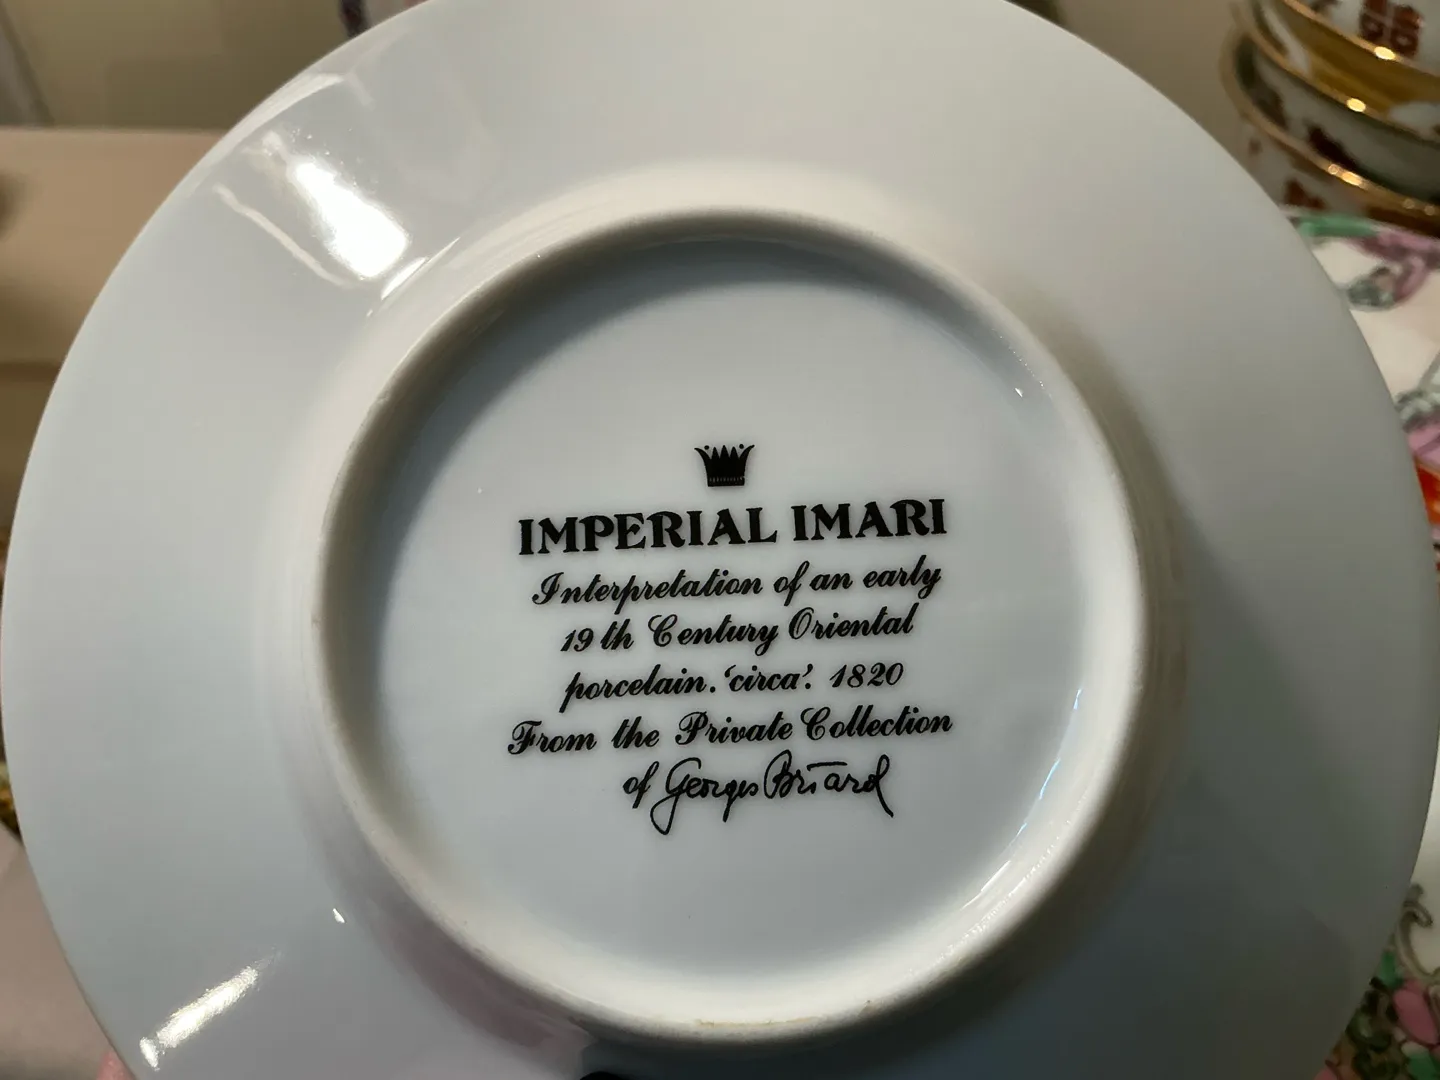 IMPERIAL IMARI
Interpretation of an early
19 th Century Oriental
porcelain. 'circa'. 1820
From the Private Collection
of Georges Briard